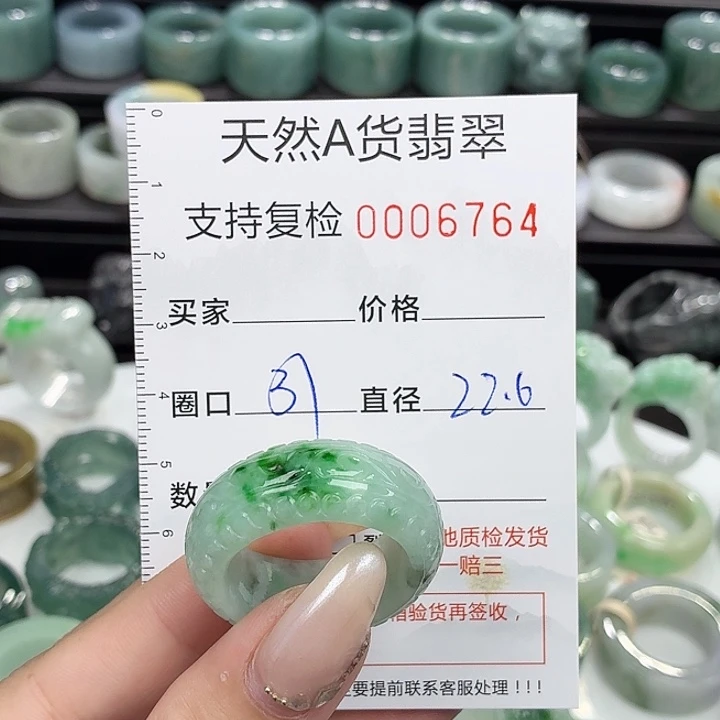 天然A货翡翠
支持复检 0006764
买家 价格
圈口 31 直径 22.6
数
地质检发货
一赔三
验货再签收，
要提前联系客服处理！！！
0
1
2
3
4
5
6